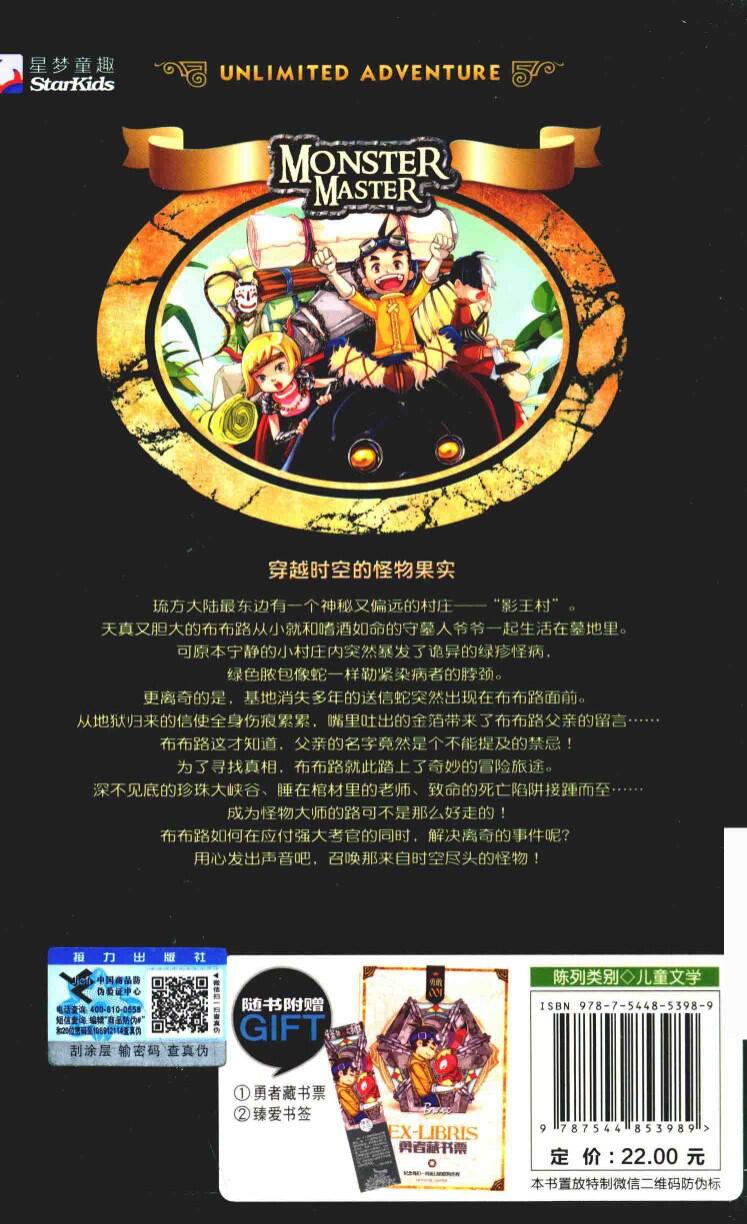 星梦童趣
StarKids
UNLIMITED ADVENTURE
MONSTER
MASTER
穿越时空的怪物果实
琉方大陆最东边有一个神秘又偏远的村庄——“影王村”。
天真又胆大的布布路从小就和嗜酒如命的守墓人爷爷一起生活在墓地里。
可原本宁静的小村庄内突然暴发了诡异的绿疹怪病，
绿色脓包像蛇一样勒紧染病者的脖颈。
更离奇的是，基地消失多年的送信蛇突然出现在布布路面前。
从地狱归来的信使全身伤痕累累，嘴里吐出的金箔带来了布布路父亲的留言……
布布路这才知道，父亲的名字竟然是个不能提及的禁忌！
为了寻找真相，布布路就此踏上了奇妙的冒险旅途。
深不见底的珍珠大峡谷、睡在棺材里的老师、致命的死亡陷阱接踵而至……
成为怪物大师的路可不是那么好走的！
布布路如何在应付强大考官的同时，解决离奇的事件呢？
用心发出声音吧，召唤那来自时空尽头的怪物！
接力出版社
中国商品防
伪验证中心
电话查询:400-810-0558
刮涂层 输密码 查真伪
随书附赠
GIFT
①勇者藏书票
②臻爱书签
勇敢
001
EX-LIBRIS
勇者藏书票
陈列类别◇儿童文学
ISBN 978-7-5448-5398-9
9 787544 853989 >
定 价：22.00 元
本书置放特制微信二维码防伪标